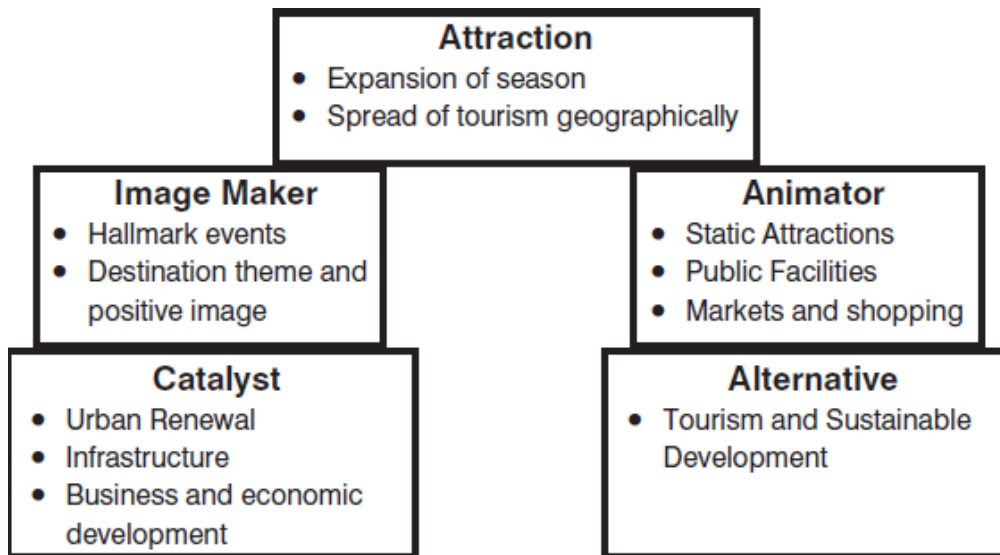 Attraction
• Expansion of season
• Spread of tourism geographically
Image Maker
• Hallmark events
• Destination theme and
positive image
Animator
• Static Attractions
• Public Facilities
• Markets and shopping
Catalyst
• Urban Renewal
• Infrastructure
• Business and economic
development
Alternative
• Tourism and Sustainable
Development